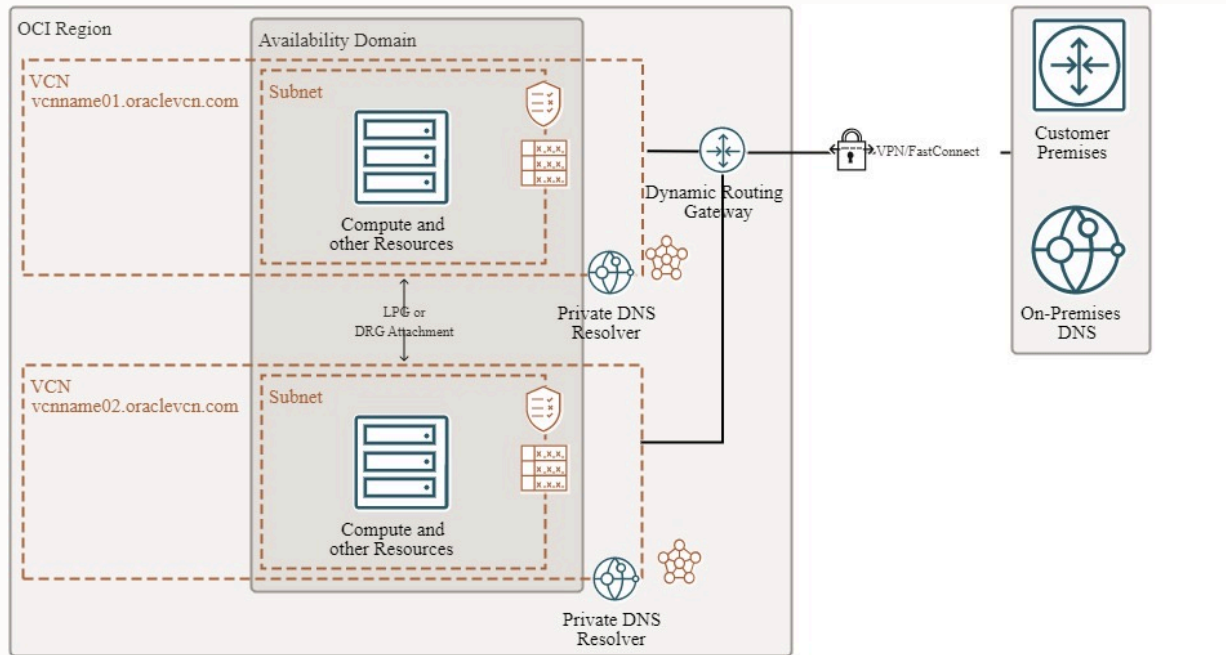 OCI Region
Availability Domain
VCN
vcnname01.oraclevcn.com
Subnet
Compute and
other Resources
Dynamic Routing
Gateway
VPN/FastConnect
Customer
Premises
On-Premises
DNS
Private DNS
Resolver
LPG or
DRG Attachment
VCN
vcnname02.oraclevcn.com
Subnet
Compute and
other Resources
Private DNS
Resolver